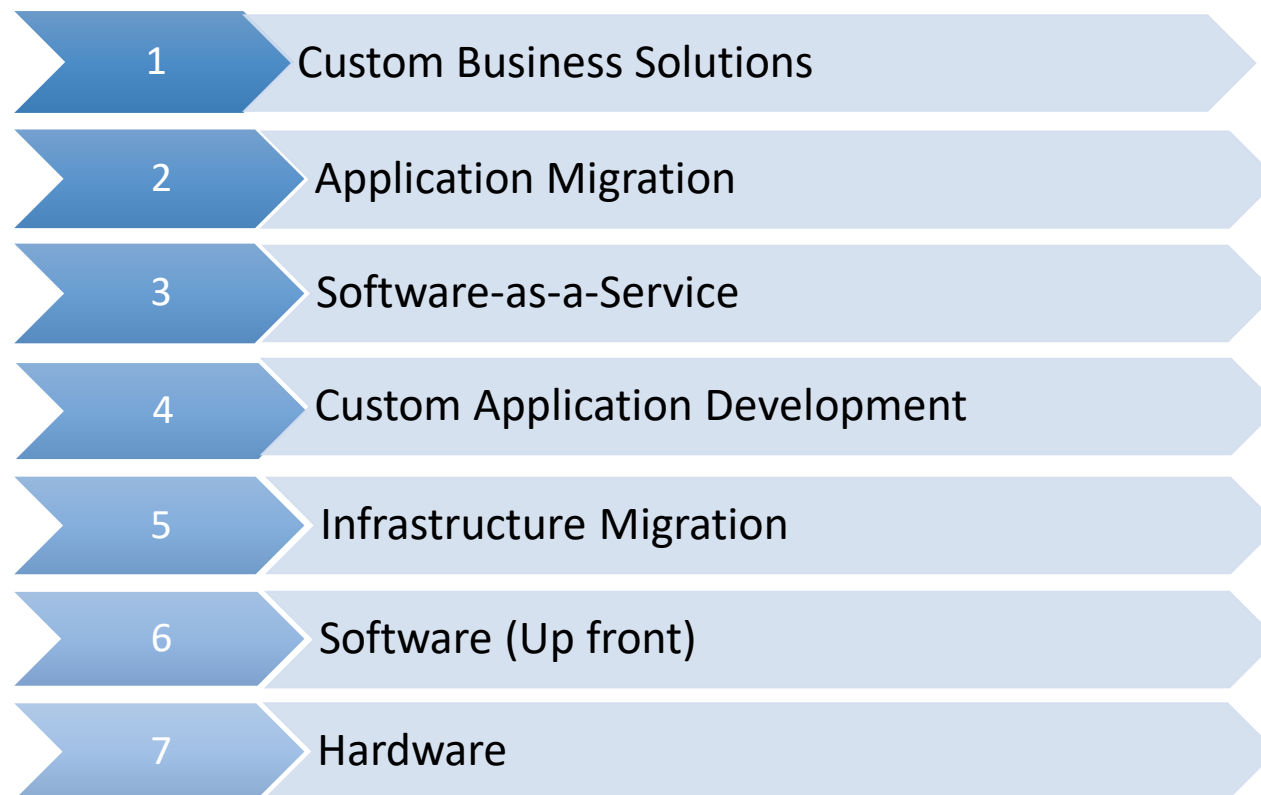 1 Custom Business Solutions
2 Application Migration
3 Software-as-a-Service
4 Custom Application Development
5 Infrastructure Migration
6 Software (Up front)
7 Hardware